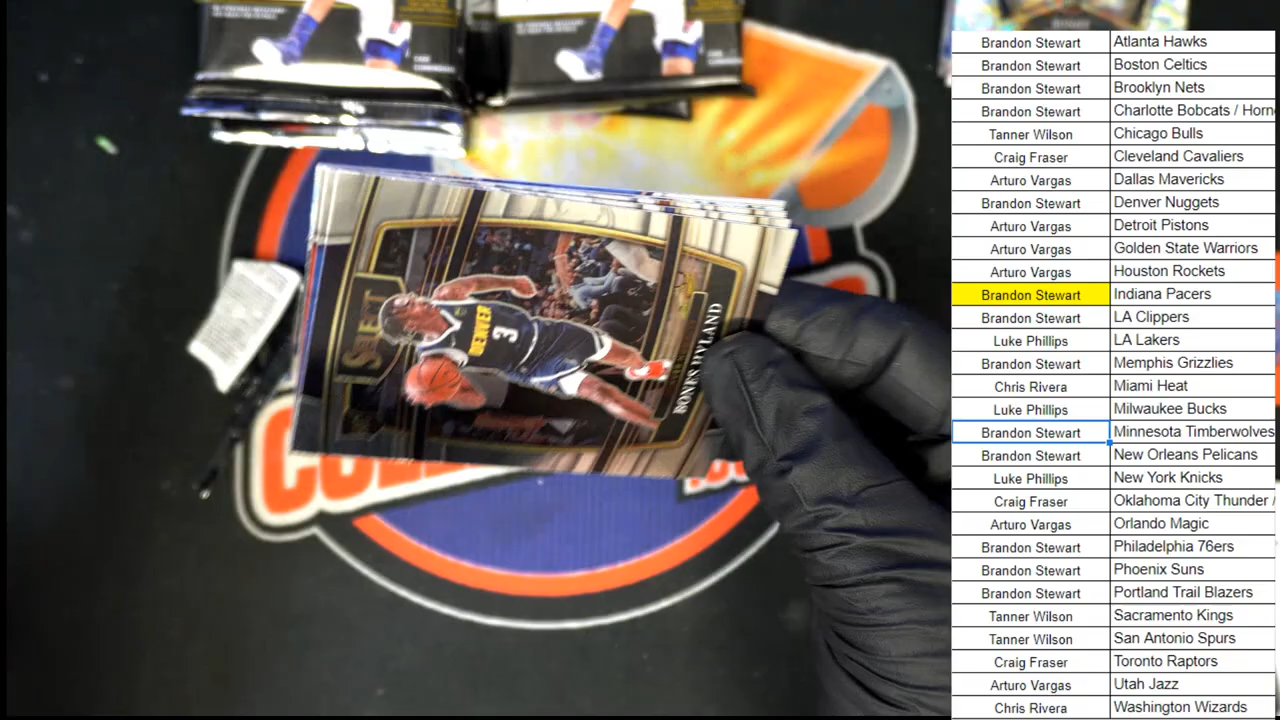 SELECT
DENVER
3
BONES HYLAND
Brandon Stewart Atlanta Hawks
Brandon Stewart Boston Celtics
Brandon Stewart Brooklyn Nets
Brandon Stewart Charlotte Bobcats / Horn
Tanner Wilson Chicago Bulls
Craig Fraser Cleveland Cavaliers
Arturo Vargas Dallas Mavericks
Brandon Stewart Denver Nuggets
Arturo Vargas Detroit Pistons
Arturo Vargas Golden State Warriors
Arturo Vargas Houston Rockets
Brandon Stewart Indiana Pacers
Brandon Stewart LA Clippers
Luke Phillips LA Lakers
Brandon Stewart Memphis Grizzlies
Chris Rivera Miami Heat
Luke Phillips Milwaukee Bucks
Brandon Stewart Minnesota Timberwolves
Brandon Stewart New Orleans Pelicans
Luke Phillips New York Knicks
Craig Fraser Oklahoma City Thunder /
Arturo Vargas Orlando Magic
Brandon Stewart Philadelphia 76ers
Brandon Stewart Phoenix Suns
Brandon Stewart Portland Trail Blazers
Tanner Wilson Sacramento Kings
Tanner Wilson San Antonio Spurs
Craig Fraser Toronto Raptors
Arturo Vargas Utah Jazz
Chris Rivera Washington Wizards